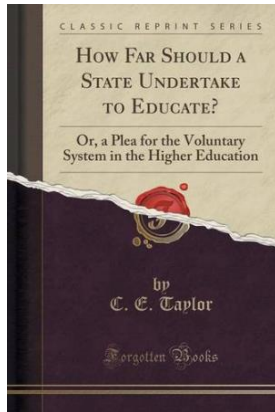 CLASSIC REPRINT SERIES
HOW FAR SHOULD A
STATE UNDERTAKE
TO EDUCATE?
Or, a Plea for the Voluntary
System in the Higher Education
by
C. E. Taylor
Forgotten Books